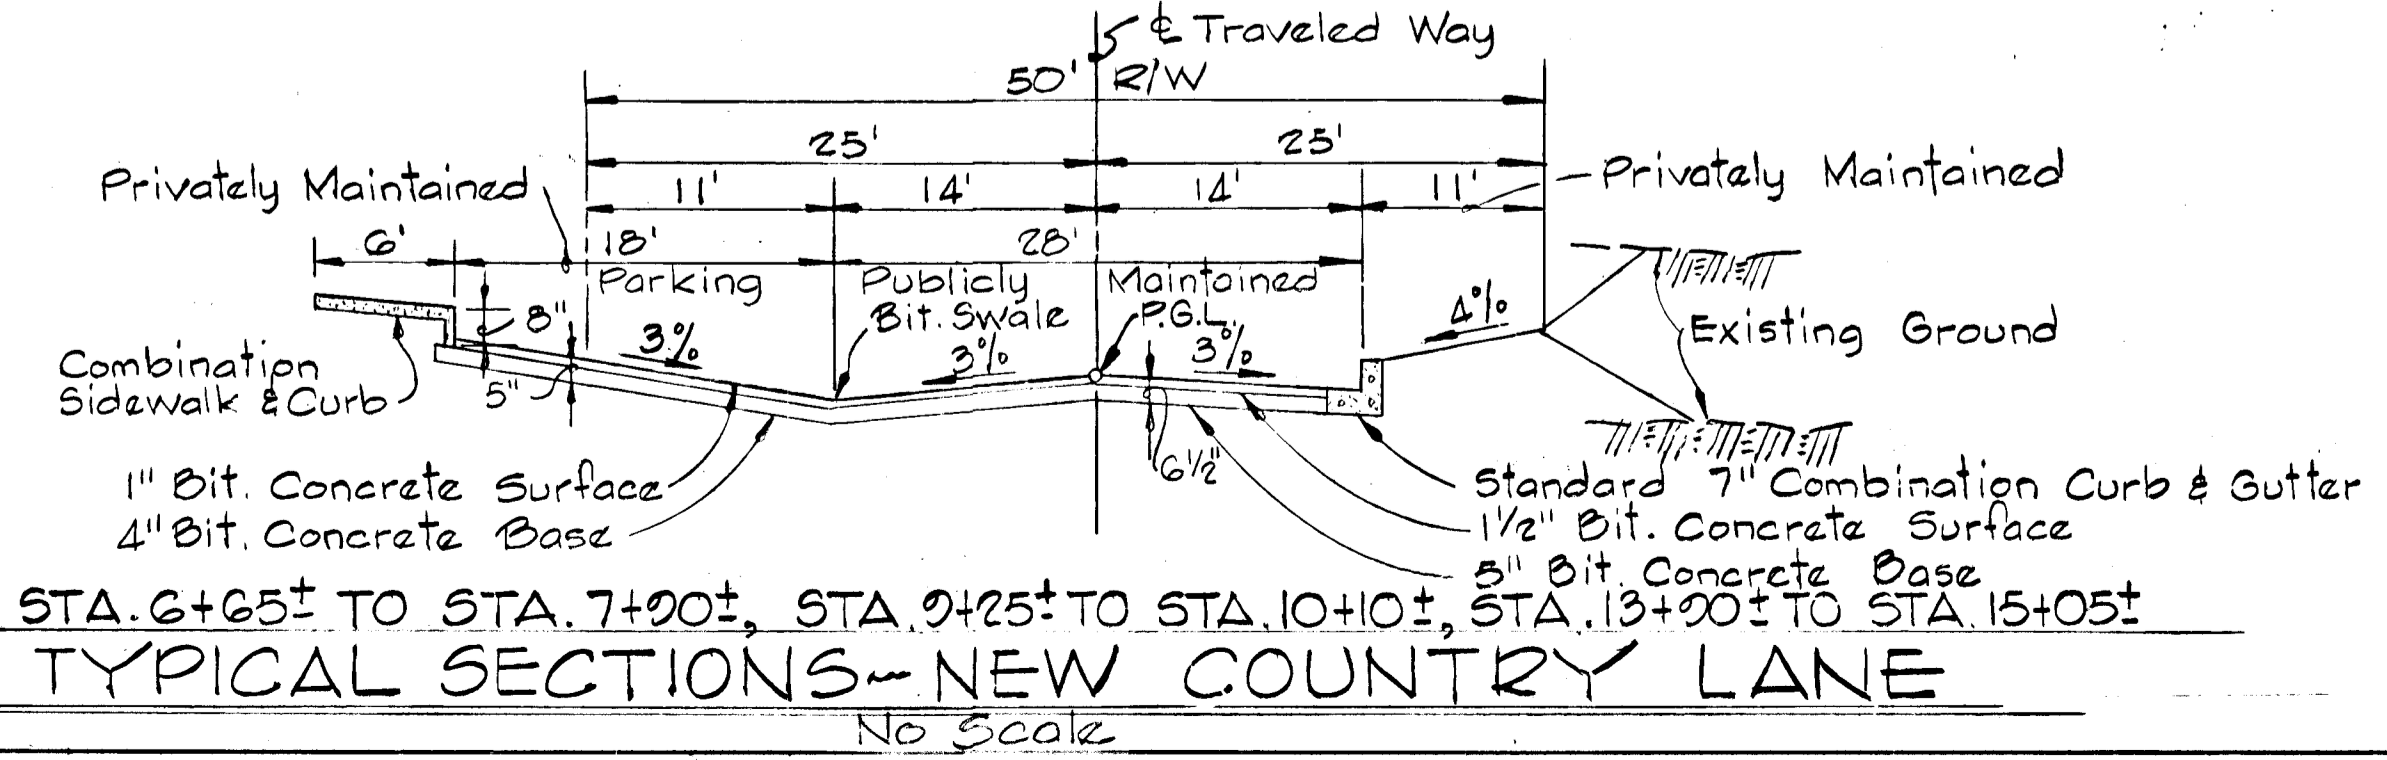 ℄ Traveled Way
50' R/W
25' 25'
Privately Maintained 11' 14' 14' 11' Privately Maintained
6' 18' 28'
Parking Publicly Maintained
8" Bit. Swale P.G.L. 4%
3% 3% 3% Existing Ground
Combination
Sidewalk & Curb 5"
6 1/2"
1" Bit. Concrete Surface Standard 7" Combination Curb & Gutter
4" Bit. Concrete Base 1 1/2" Bit. Concrete Surface
5" Bit. Concrete Base
STA. 6+65± TO STA. 7+90±, STA. 9+25± TO STA. 10+10±, STA. 13+90± TO STA. 15+05±
TYPICAL SECTIONS~NEW COUNTRY LANE
No Scale